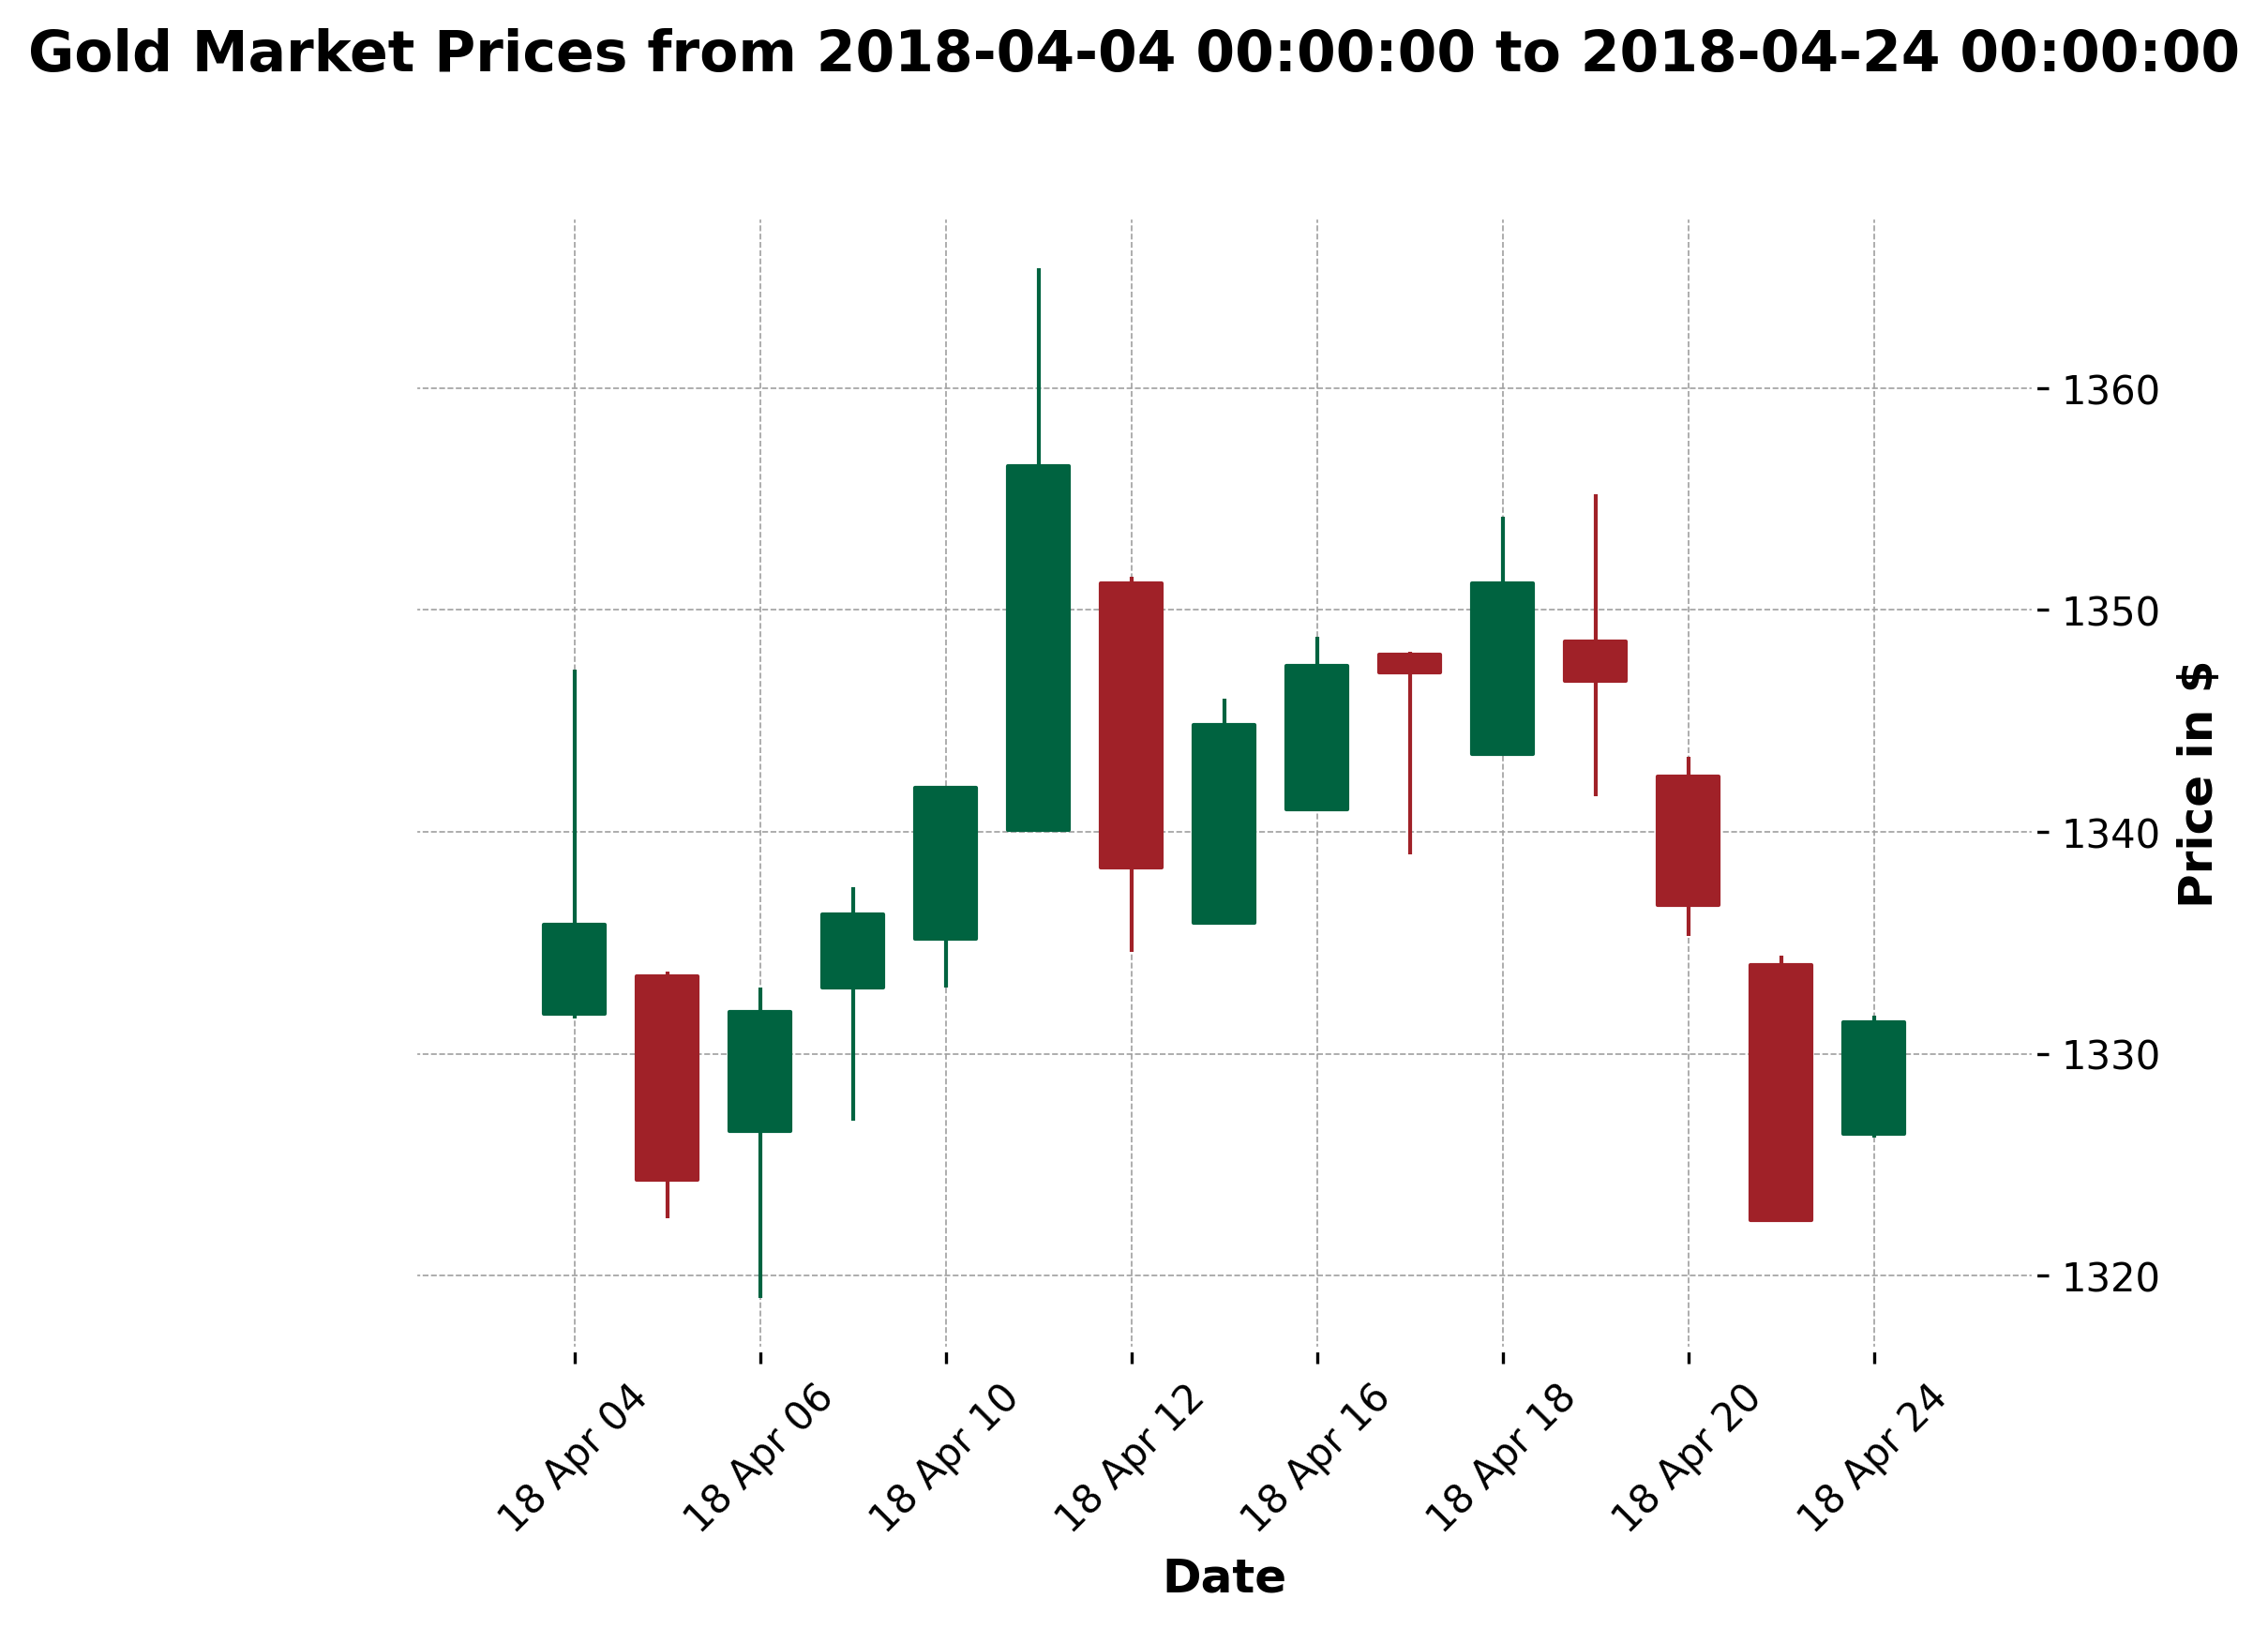 Gold Market Prices from 2018-04-04 00:00:00 to 2018-04-24 00:00:00
1360
1350
1340
1330
1320
Price in $
18 Apr 04
18 Apr 06
18 Apr 10
18 Apr 12
18 Apr 16
18 Apr 18
18 Apr 20
18 Apr 24
Date